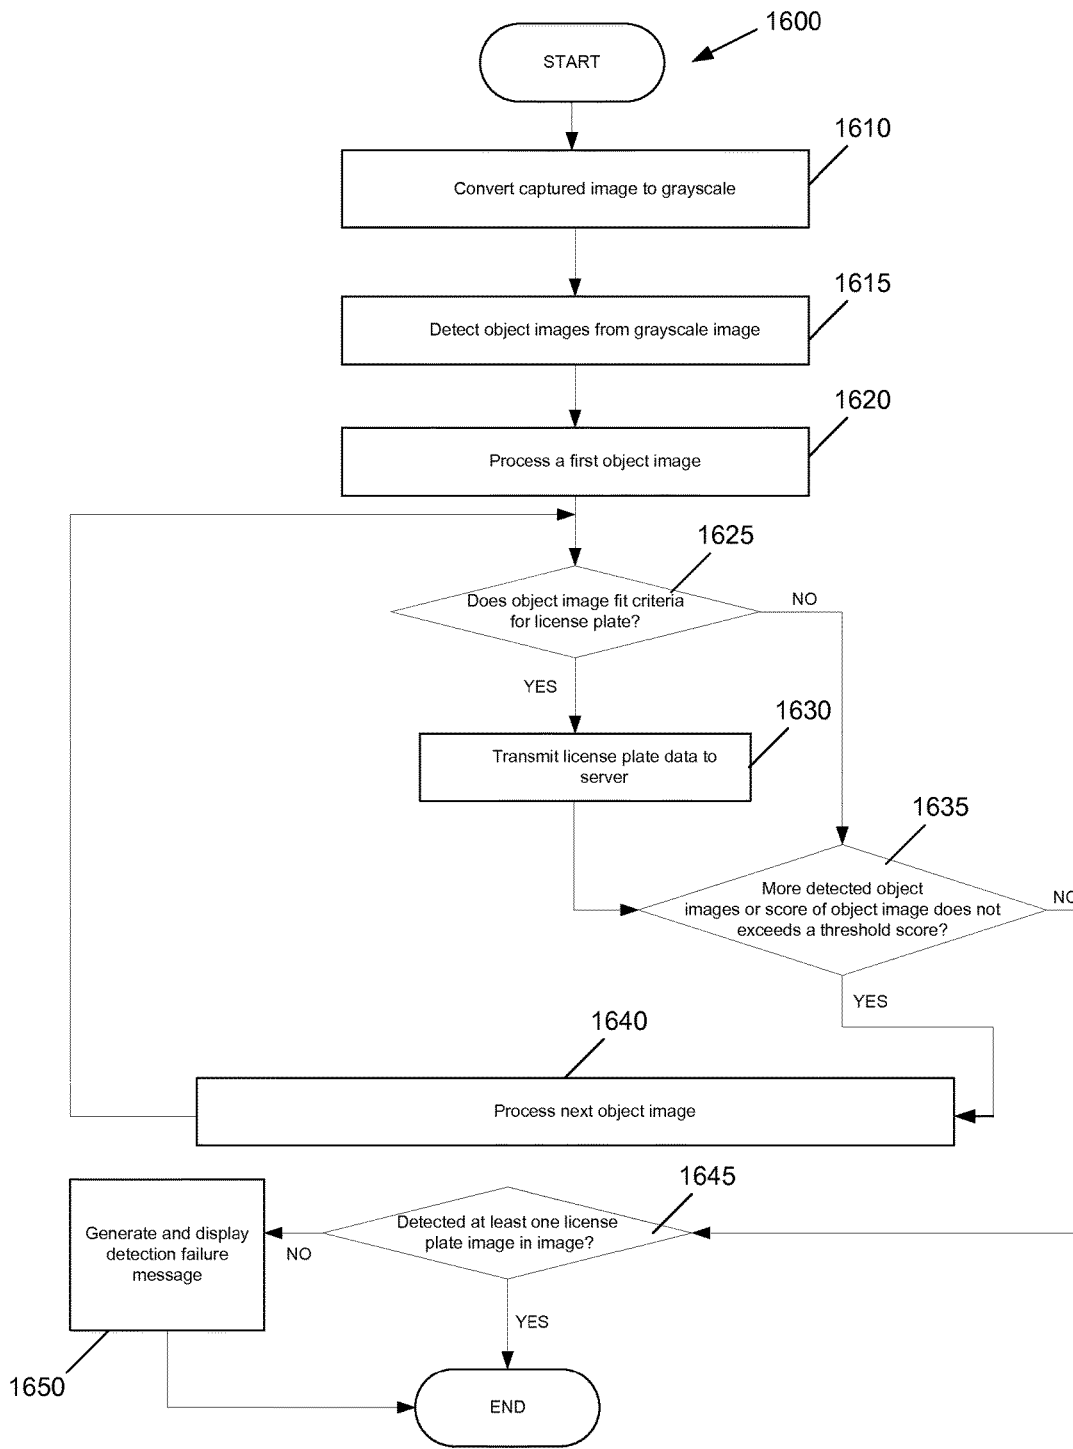 1600
START
1610
Convert captured image to grayscale
1615
Detect object images from grayscale image
1620
Process a first object image
1625
Does object image fit criteria
for license plate?
NO
YES
1630
Transmit license plate data to
server
1635
More detected object
images or score of object image does not
exceeds a threshold score?
NO
YES
1640
Process next object image
1645
Detected at least one license
plate image in image?
Generate and display
detection failure
message
NO
YES
1650
END